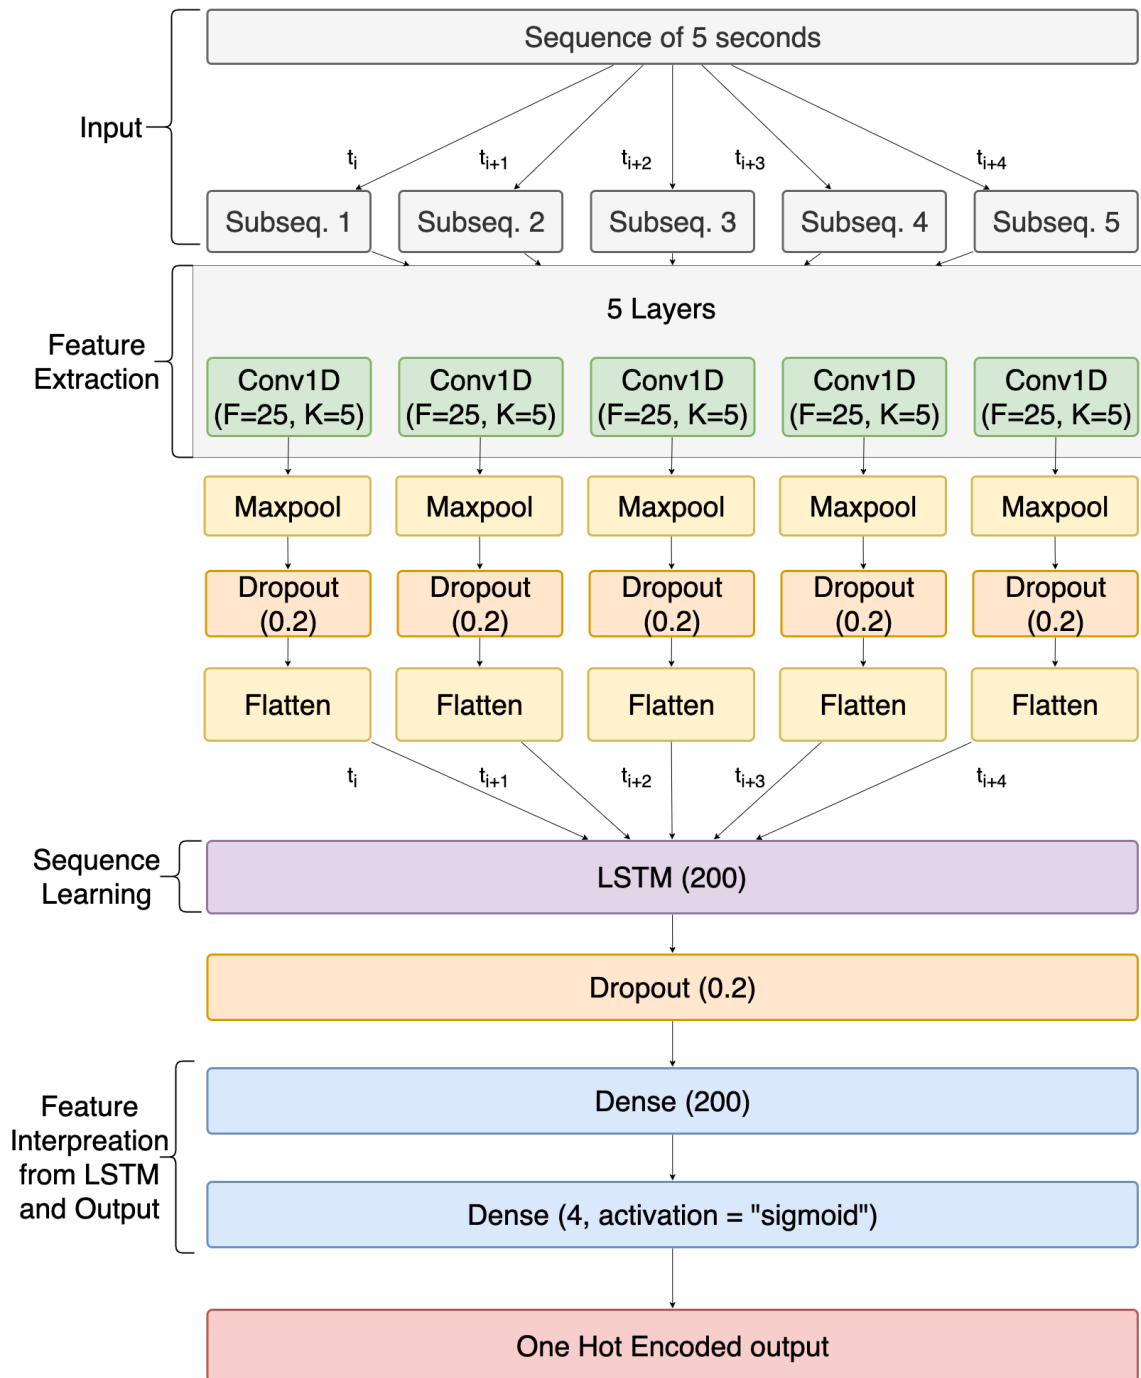 Sequence of 5 seconds
Input
ti
ti+1
ti+2
ti+3
ti+4
Subseq. 1
Subseq. 2
Subseq. 3
Subseq. 4
Subseq. 5
5 Layers
Feature
Extraction
Conv1D
(F=25, K=5)
Conv1D
(F=25, K=5)
Conv1D
(F=25, K=5)
Conv1D
(F=25, K=5)
Conv1D
(F=25, K=5)
Maxpool
Maxpool
Maxpool
Maxpool
Maxpool
Dropout
(0.2)
Dropout
(0.2)
Dropout
(0.2)
Dropout
(0.2)
Dropout
(0.2)
Flatten
Flatten
Flatten
Flatten
Flatten
ti
ti+1
ti+2
ti+3
ti+4
Sequence
Learning
LSTM (200)
Dropout (0.2)
Feature
Interpreation
from LSTM
and Output
Dense (200)
Dense (4, activation = "sigmoid")
One Hot Encoded output